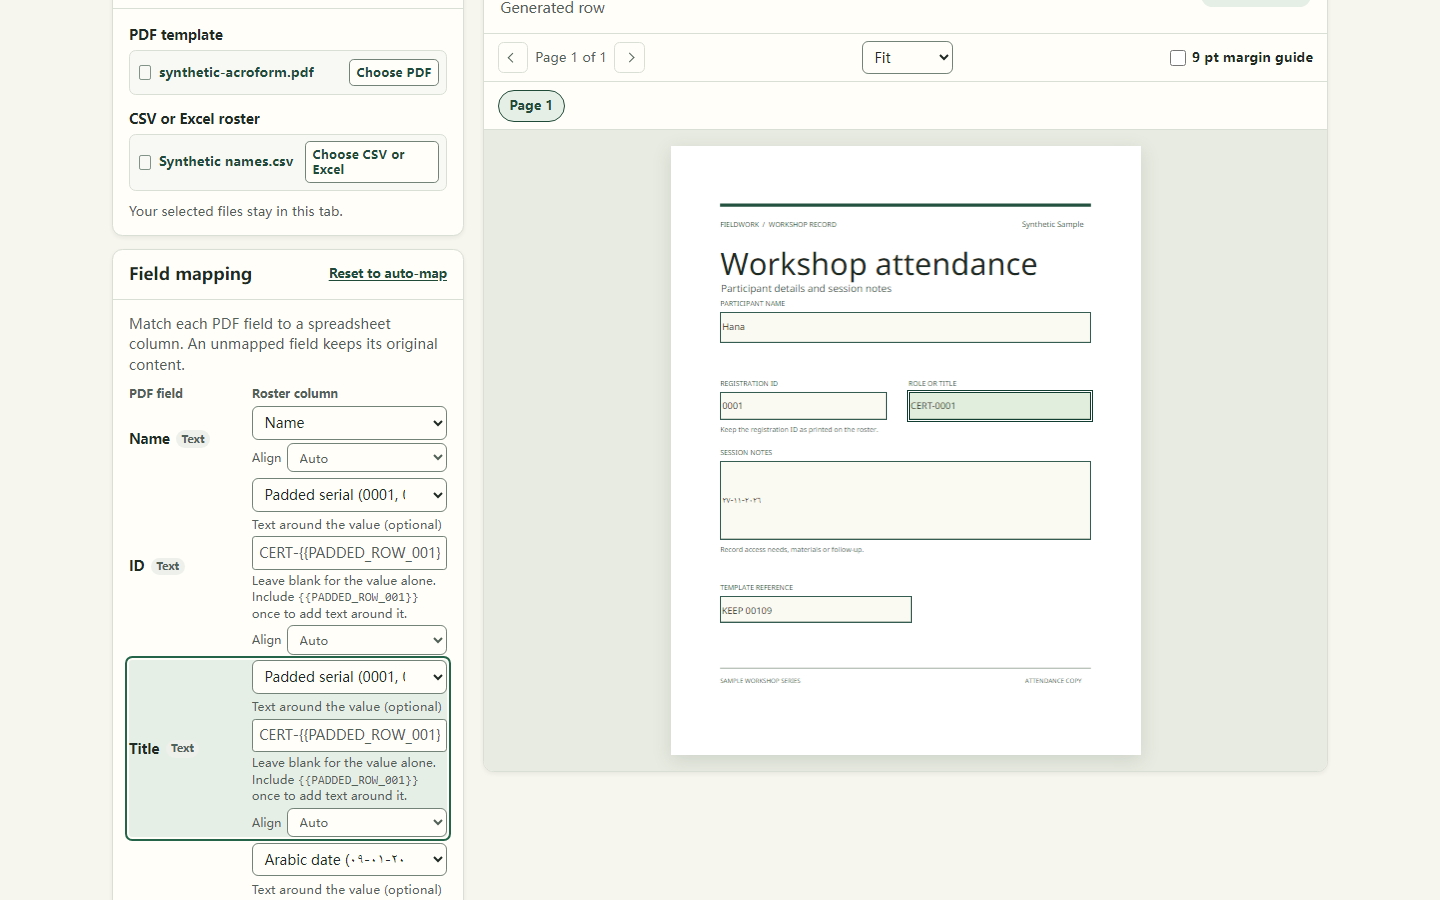 Generated row
PDF template
synthetic-acroform.pdf
Choose PDF
CSV or Excel roster
Synthetic names.csv
Choose CSV or
Excel
Your selected files stay in this tab.
Field mapping
Reset to auto-map
Match each PDF field to a spreadsheet
column. An unmapped field keeps its original
content.
PDF field
Roster column
Name Text
Name
Align Auto
ID Text
Padded serial (0001, (
Text around the value (optional)
CERT-{{PADDED_ROW_001}
Leave blank for the value alone.
Include {{PADDED_ROW_001}}
once to add text around it.
Align Auto
Title Text
Padded serial (0001, (
Text around the value (optional)
CERT-{{PADDED_ROW_001}
Leave blank for the value alone.
Include {{PADDED_ROW_001}}
once to add text around it.
Align Auto
Arabic date (٠٩-٠١-٢٠
Text around the value (optional)
Page 1 of 1
Fit
9 pt margin guide
Page 1
FIELDWORK / WORKSHOP RECORD
Synthetic Sample
Workshop attendance
Participant details and session notes
PARTICIPANT NAME
Hana
REGISTRATION ID
ROLE OR TITLE
0001
CERT-0001
Keep the registration ID as printed on the roster.
SESSION NOTES
٢٧-١١-٢٠٢٦
Record access needs, materials or follow-up.
TEMPLATE REFERENCE
KEEP 00109
SAMPLE WORKSHOP SERIES
ATTENDANCE COPY